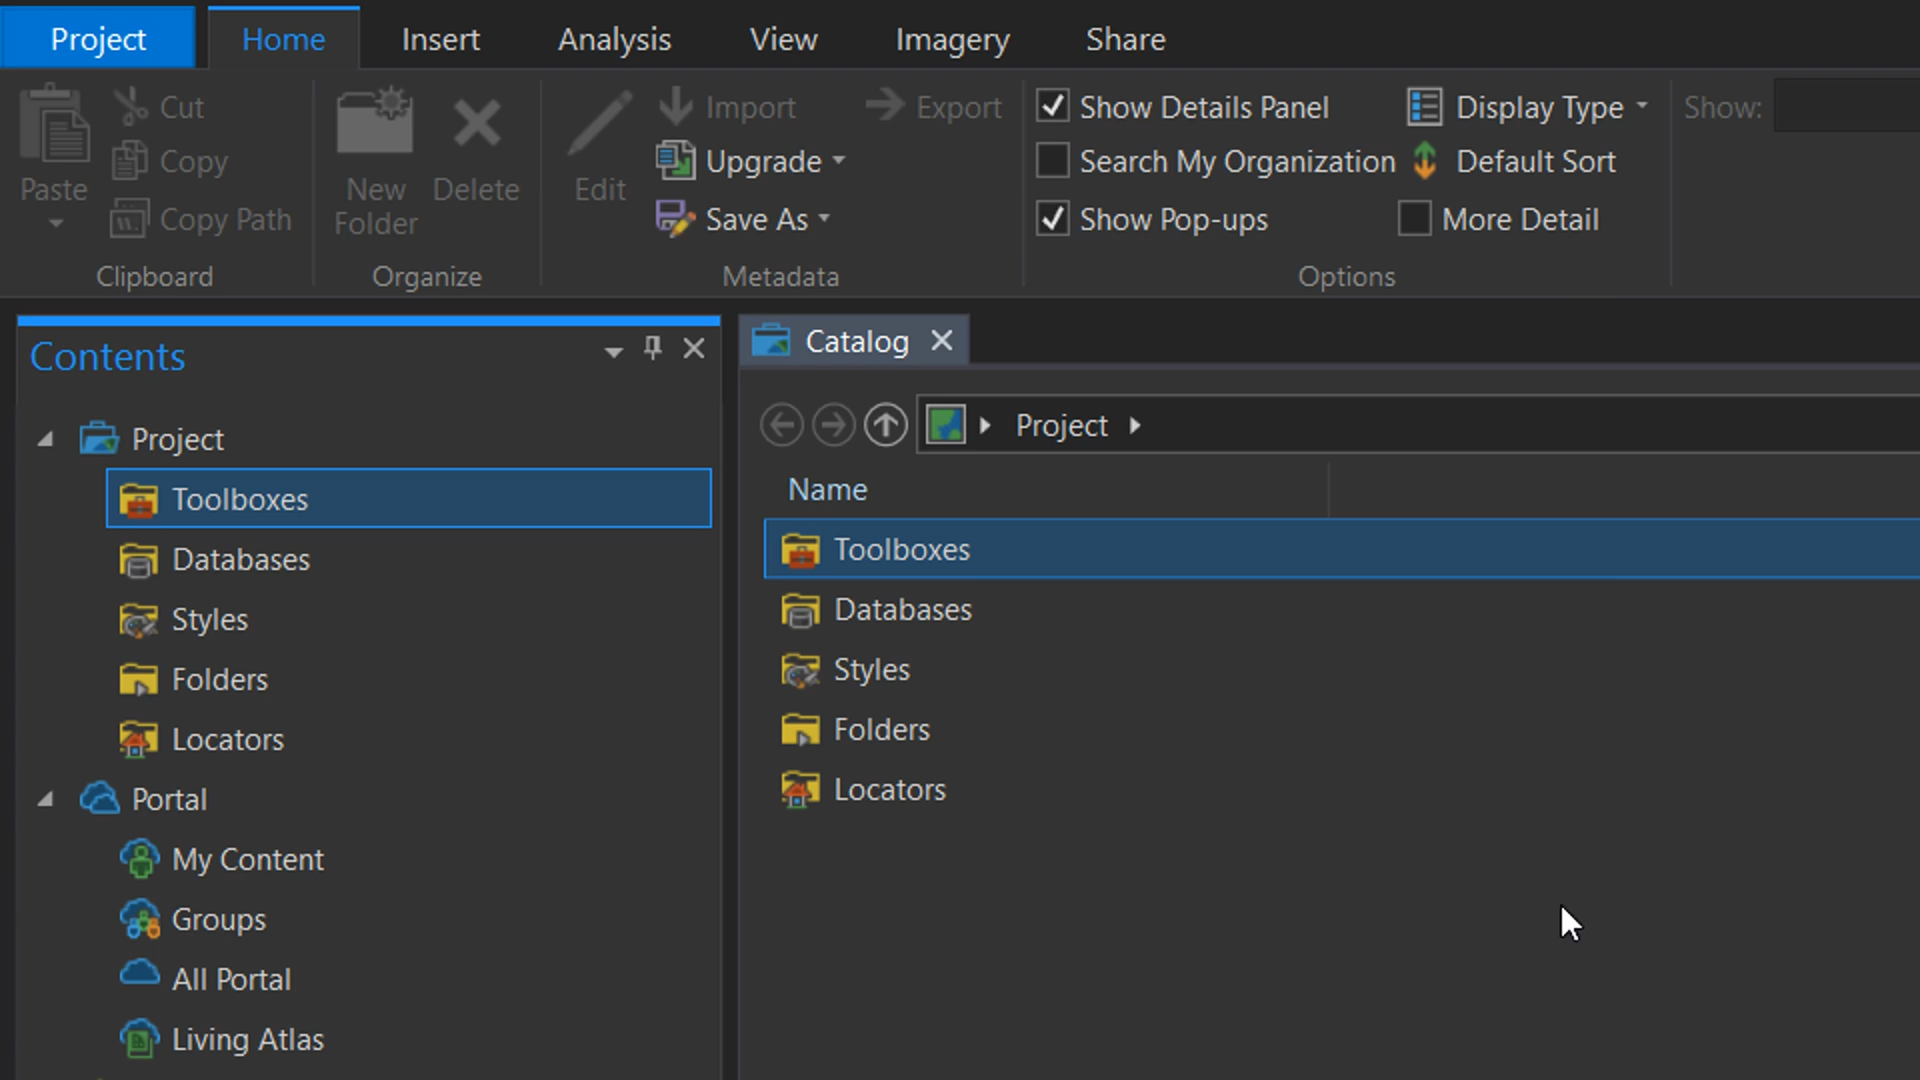 Project Home Insert Analysis View Imagery Share
Cut Import Export Show Details Panel Display Type Show:
Copy Upgrade Search My Organization Default Sort
Paste New Folder Delete Edit
Copy Path Save As Show Pop-ups More Detail
Clipboard Organize Metadata Options
Contents
Project
Toolboxes
Databases
Styles
Folders
Locators
Portal
My Content
Groups
All Portal
Living Atlas
Catalog
Project
Name
Toolboxes
Databases
Styles
Folders
Locators